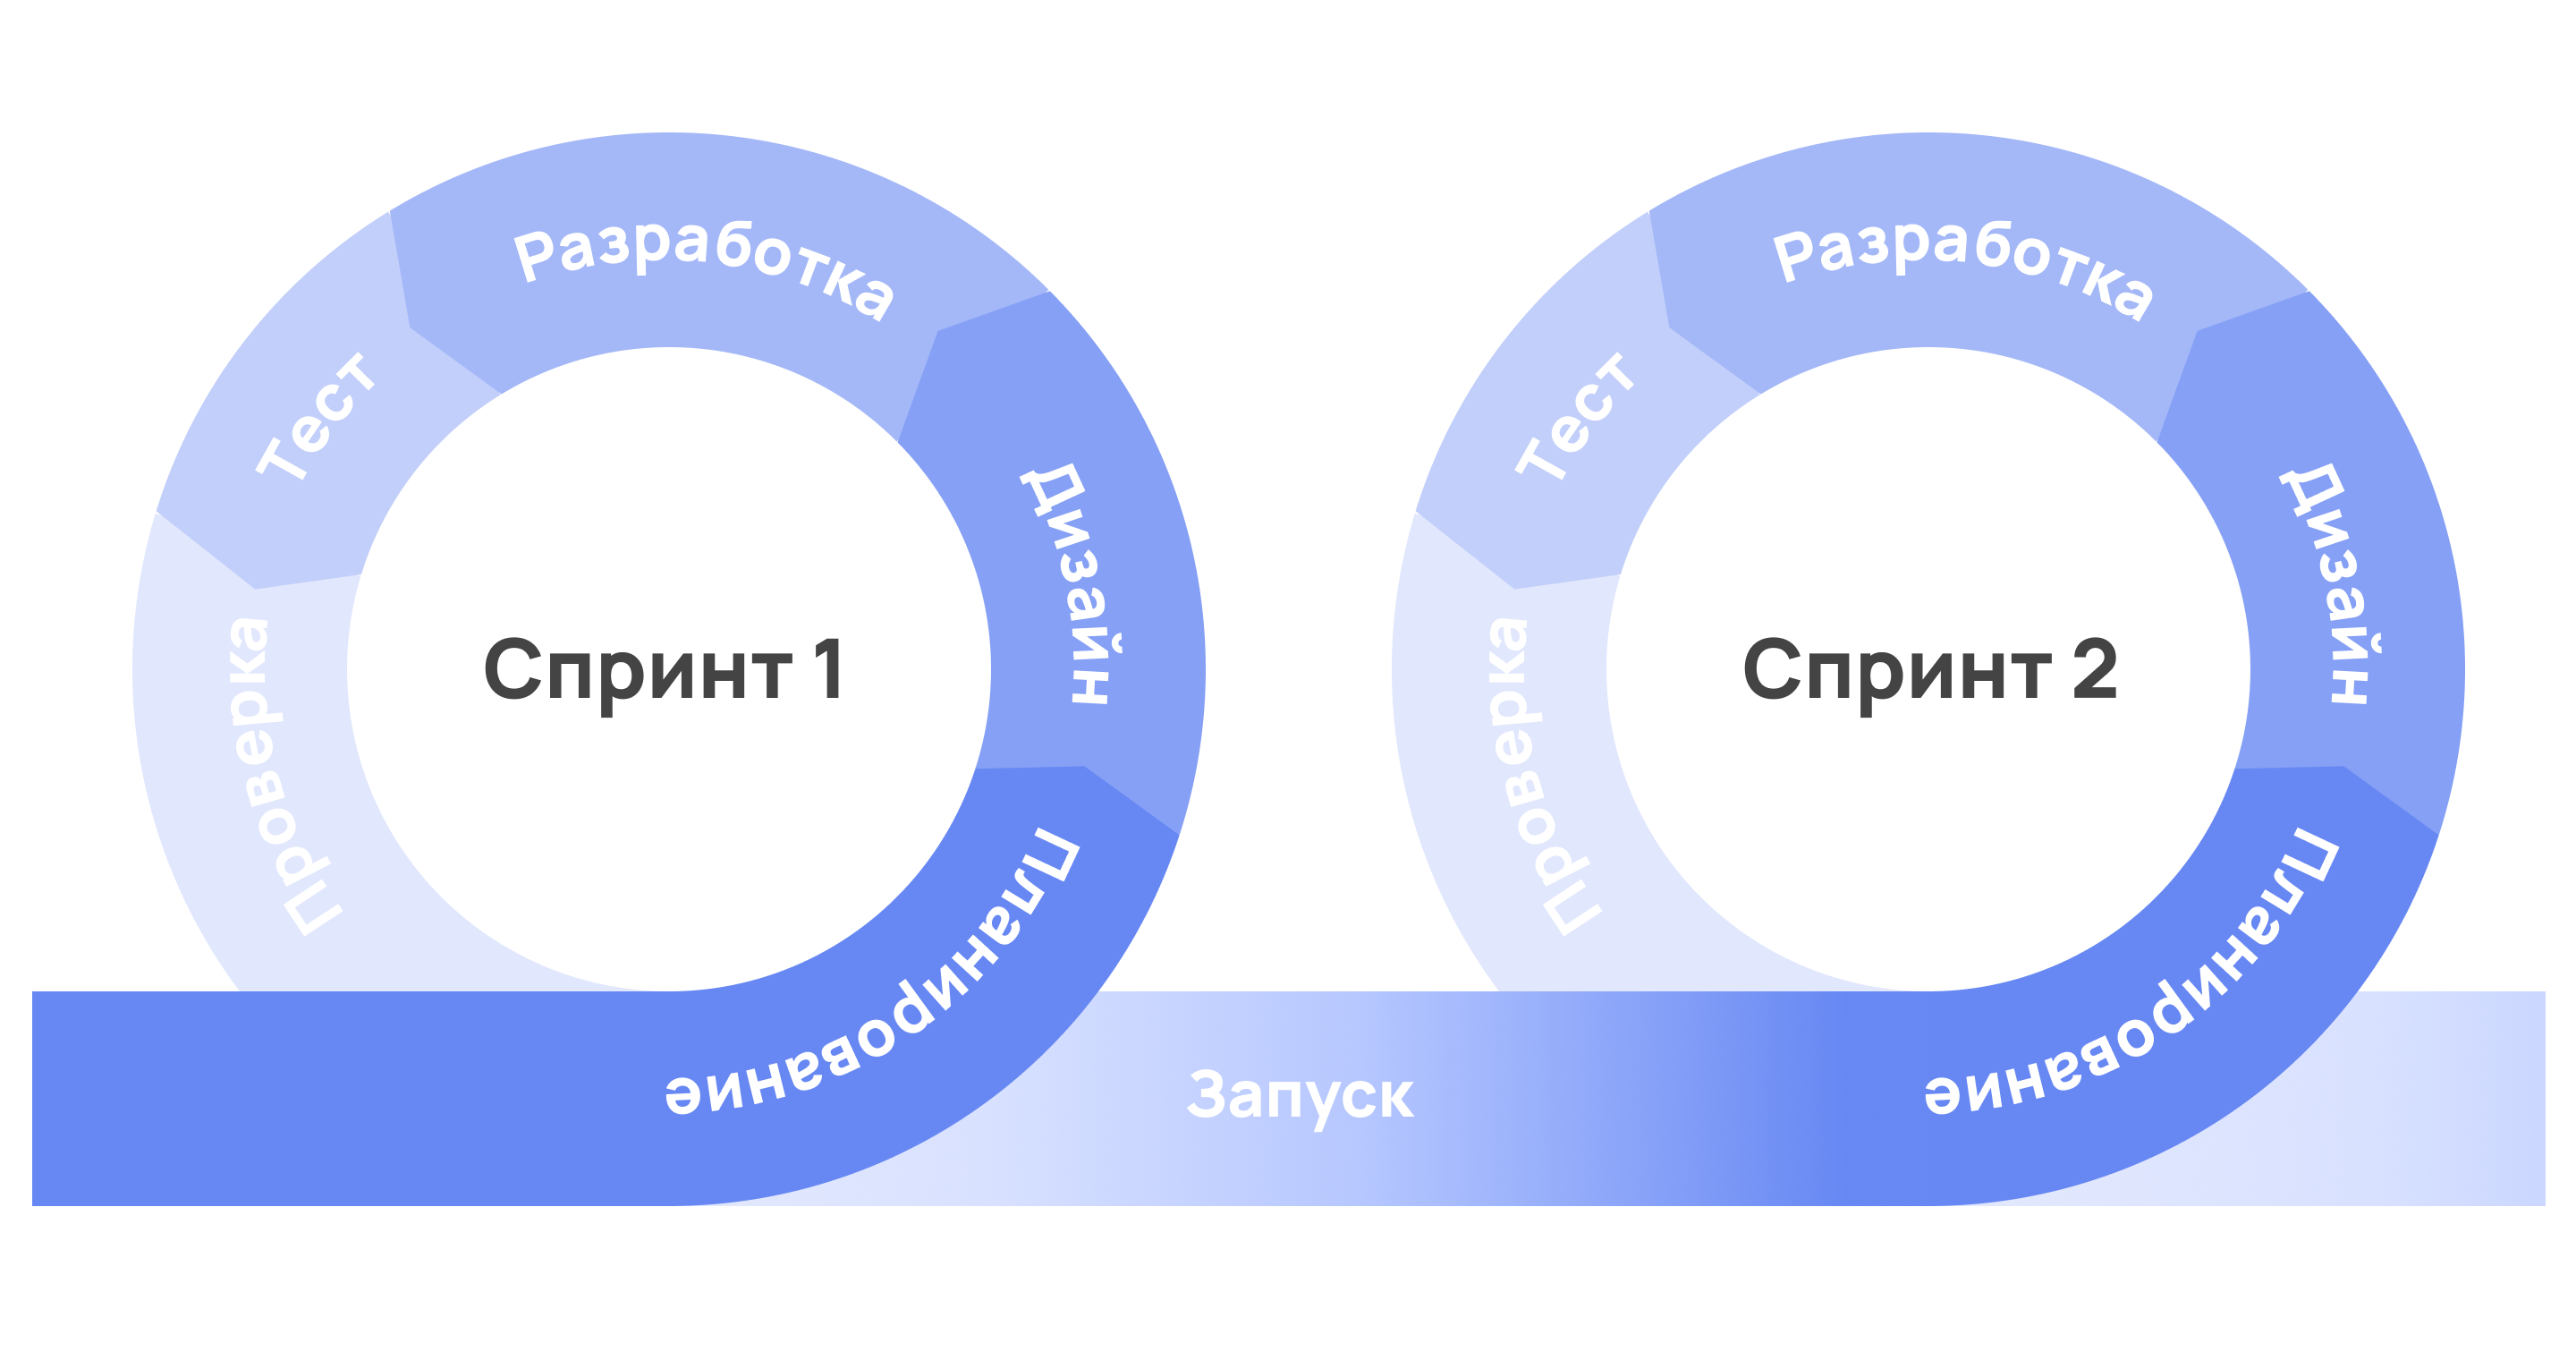 Спринт 1
Планирование
Дизайн
Разработка
Тест
Проверка
Запуск
Спринт 2
Планирование
Дизайн
Разработка
Тест
Проверка